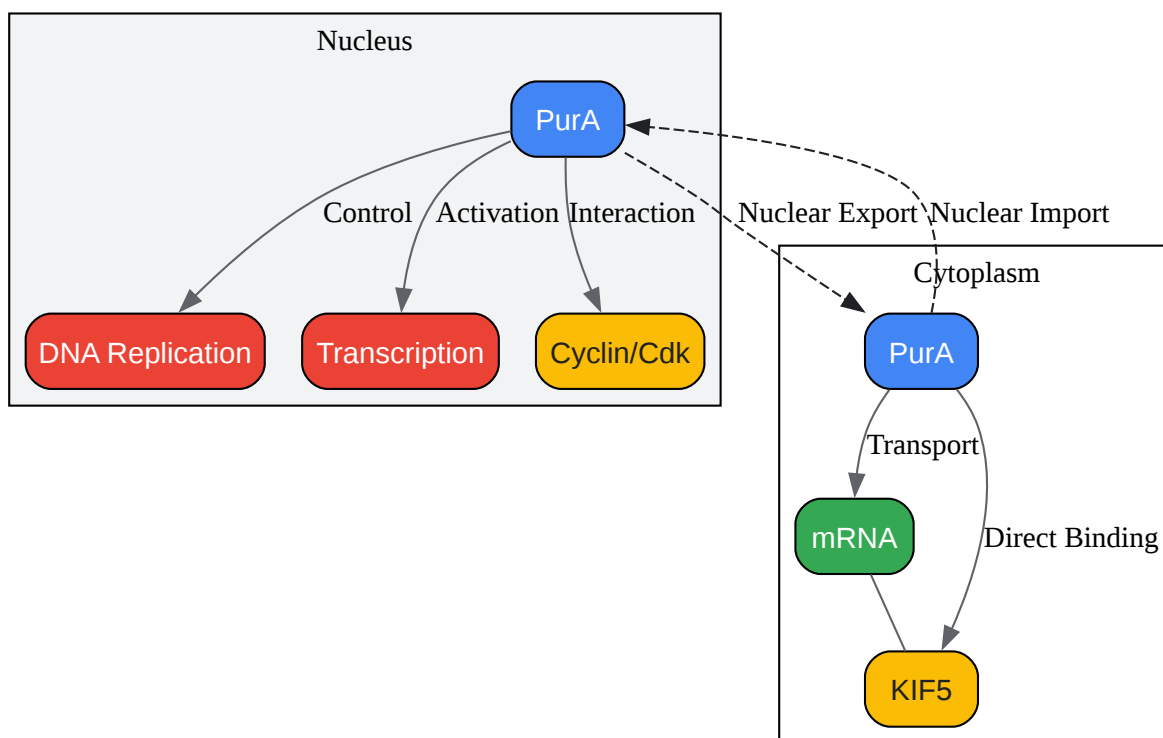 Nucleus
PurA
Control
Activation
Interaction
Nuclear Export
Nuclear Import
DNA Replication
Transcription
Cyclin/Cdk
Cytoplasm
PurA
Transport
mRNA
Direct Binding
KIF5